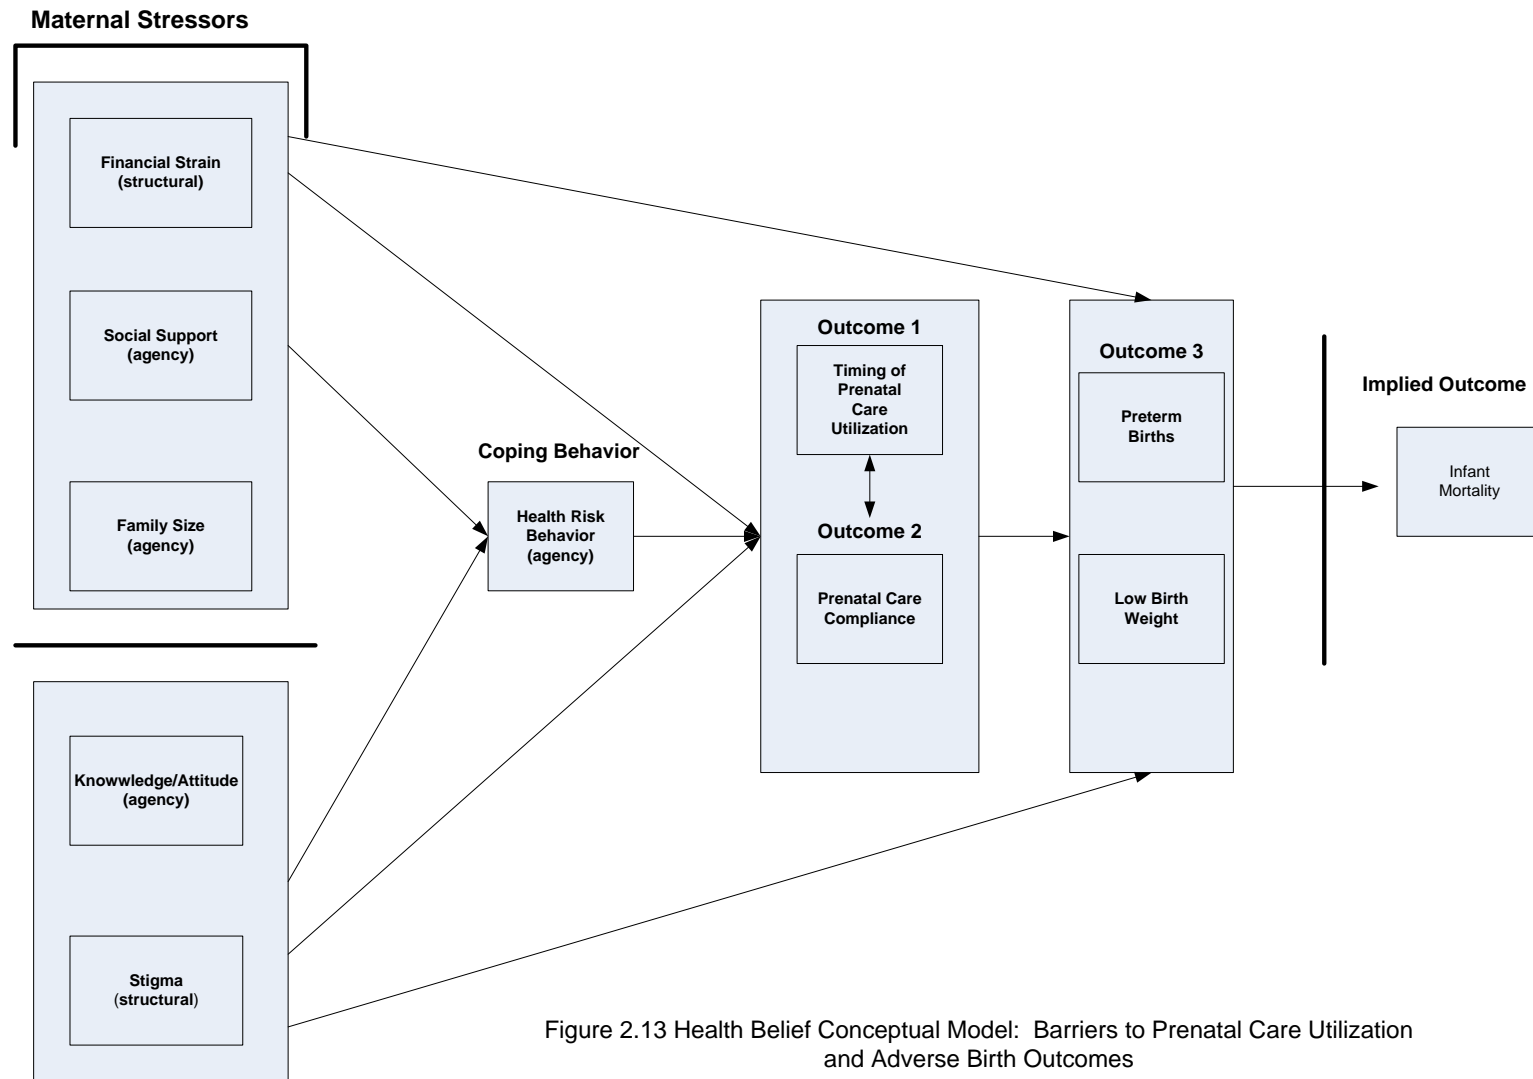 Maternal Stressors
Financial Strain
(structural)
Social Support
(agency)
Family Size
(agency)
Knowwledge/Attitude
(agency)
Stigma
(structural)
Coping Behavior
Health Risk
Behavior
(agency)
Outcome 1
Timing of
Prenatal
Care
Utilization
Outcome 2
Prenatal Care
Compliance
Outcome 3
Preterm
Births
Low Birth
Weight
Implied Outcome
Infant
Mortality
Figure 2.13 Health Belief Conceptual Model: Barriers to Prenatal Care Utilization
and Adverse Birth Outcomes